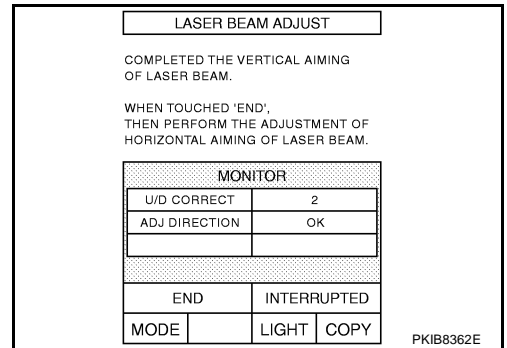 LASER BEAM ADJUST
COMPLETED THE VERTICAL AIMING
OF LASER BEAM.
WHEN TOUCHED 'END',
THEN PERFORM THE ADJUSTMENT OF
HORIZONTAL AIMING OF LASER BEAM.
MONITOR
U/D CORRECT 2
ADJ DIRECTION OK
END INTERRUPTED
MODE LIGHT COPY
PKIB8362E